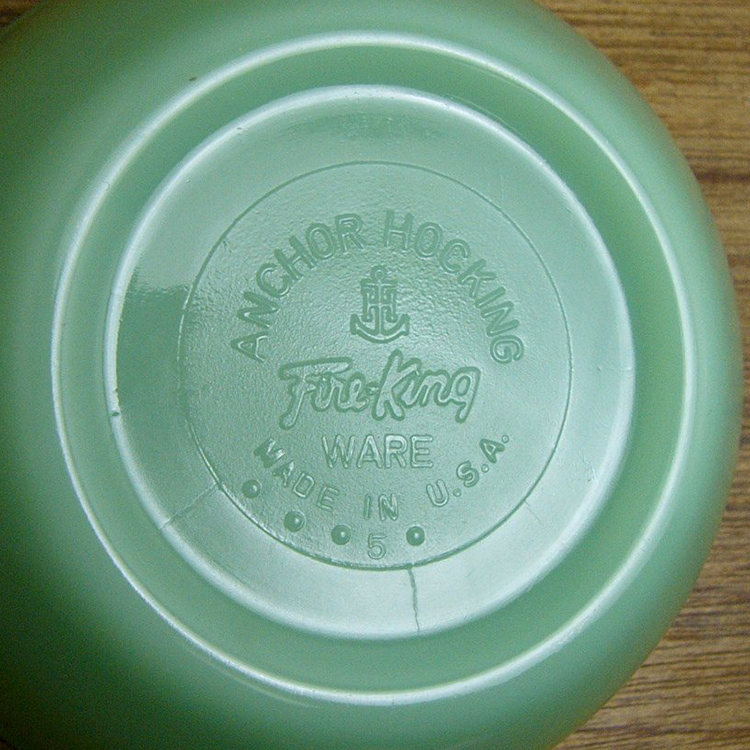 ANCHOR HOCKING
Fire-King
WARE
MADE IN U.S.A.
5